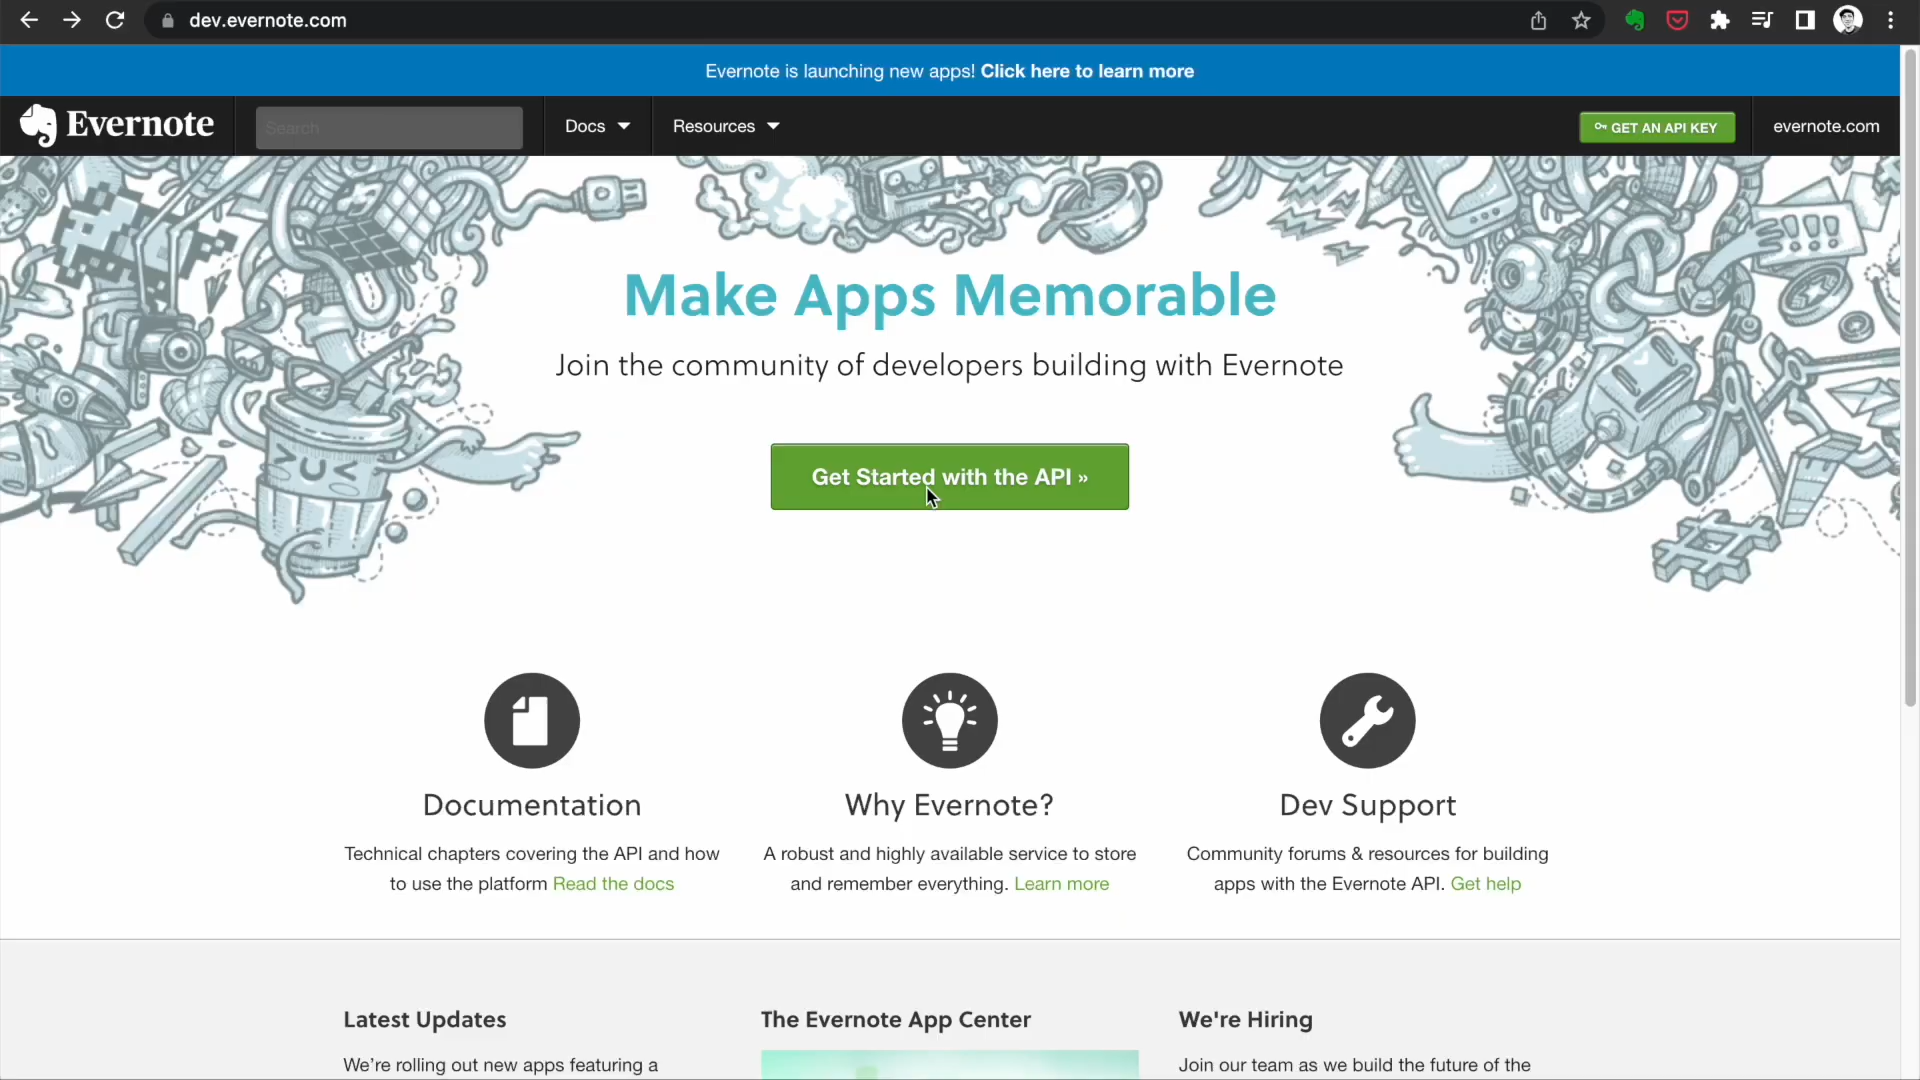 dev.evernote.com
Evernote is launching new apps! Click here to learn more
Evernote
Search
Docs
Resources
GET AN API KEY
evernote.com
Make Apps Memorable
Join the community of developers building with Evernote
Get Started with the API »
Documentation
Technical chapters covering the API and how
to use the platform Read the docs
Why Evernote?
A robust and highly available service to store
and remember everything. Learn more
Dev Support
Community forums & resources for building
apps with the Evernote API. Get help
Latest Updates
We're rolling out new apps featuring a
The Evernote App Center
We're Hiring
Join our team as we build the future of the